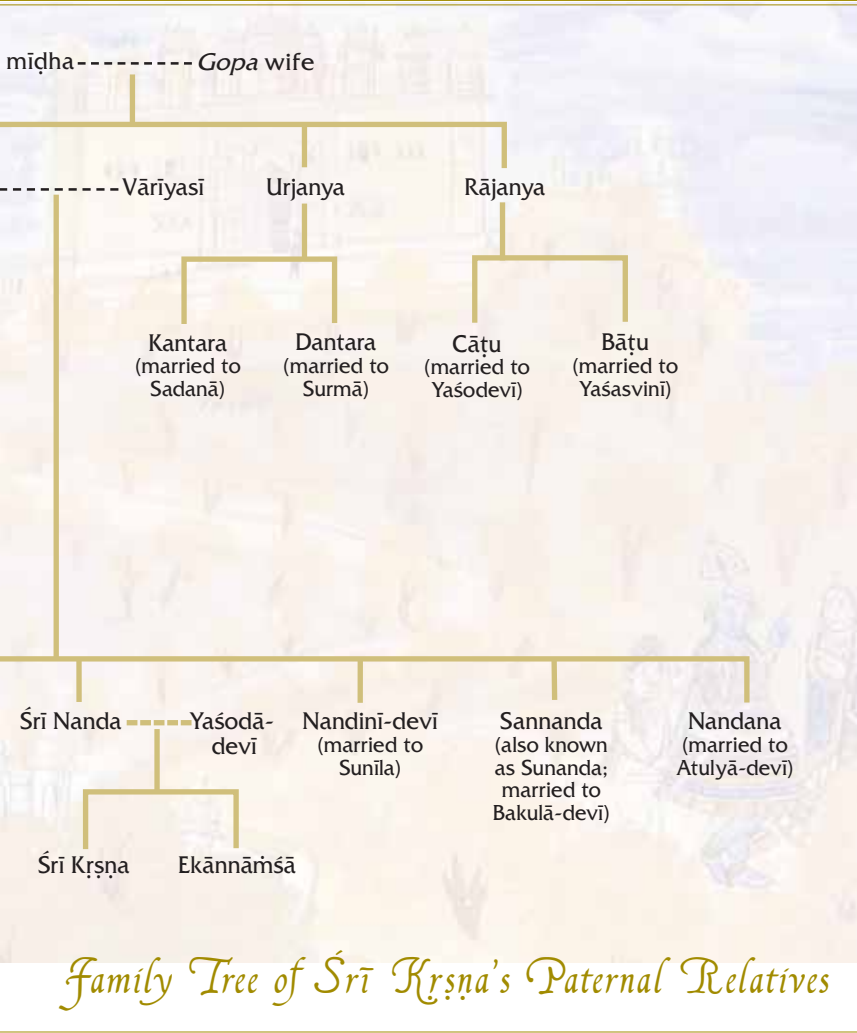 mīḍha---------Gopa wife
------------Vārīyasī Urjanya Rājanya
Kantara
(married to
Sadanā)
Dantara
(married to
Surmā)
Cāṭu
(married to
Yaśodevī)
Bāṭu
(married to
Yaśasvinī)
Śrī Nanda-----Yaśodā-
devī
Nandinī-devī
(married to
Sunīla)
Sannanda
(also known
as Sunanda;
married to
Bakulā-devī)
Nandana
(married to
Atulyā-devī)
Śrī Kṛṣṇa Ekānnāṁśā
Family Tree of Śrī Kṛṣṇa's Paternal Relatives